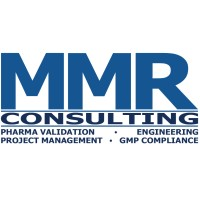 MMR
CONSULTING
PHARMA VALIDATION • ENGINEERING
PROJECT MANAGEMENT • GMP COMPLIANCE